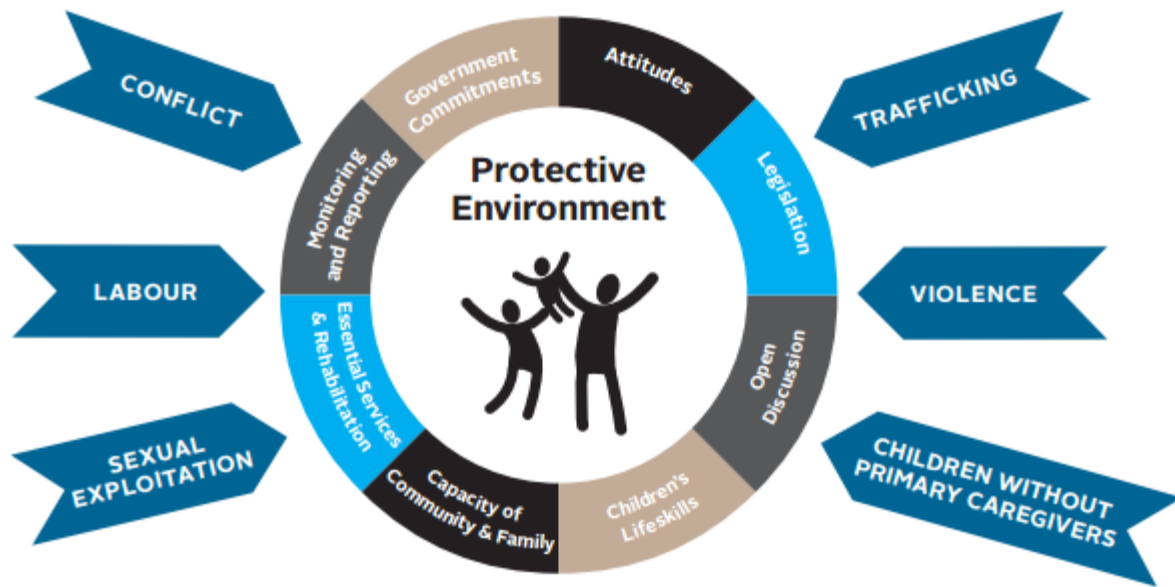 CONFLICT
LABOUR
SEXUAL
EXPLOITATION
Government
Commitments
Attitudes
Legislation
Open
Discussion
Children's
Lifeskills
Capacity of
Community & Family
Essential Services
& Rehabilitation
Monitoring
and Reporting
Protective
Environment
TRAFFICKING
VIOLENCE
CHILDREN WITHOUT
PRIMARY CAREGIVERS